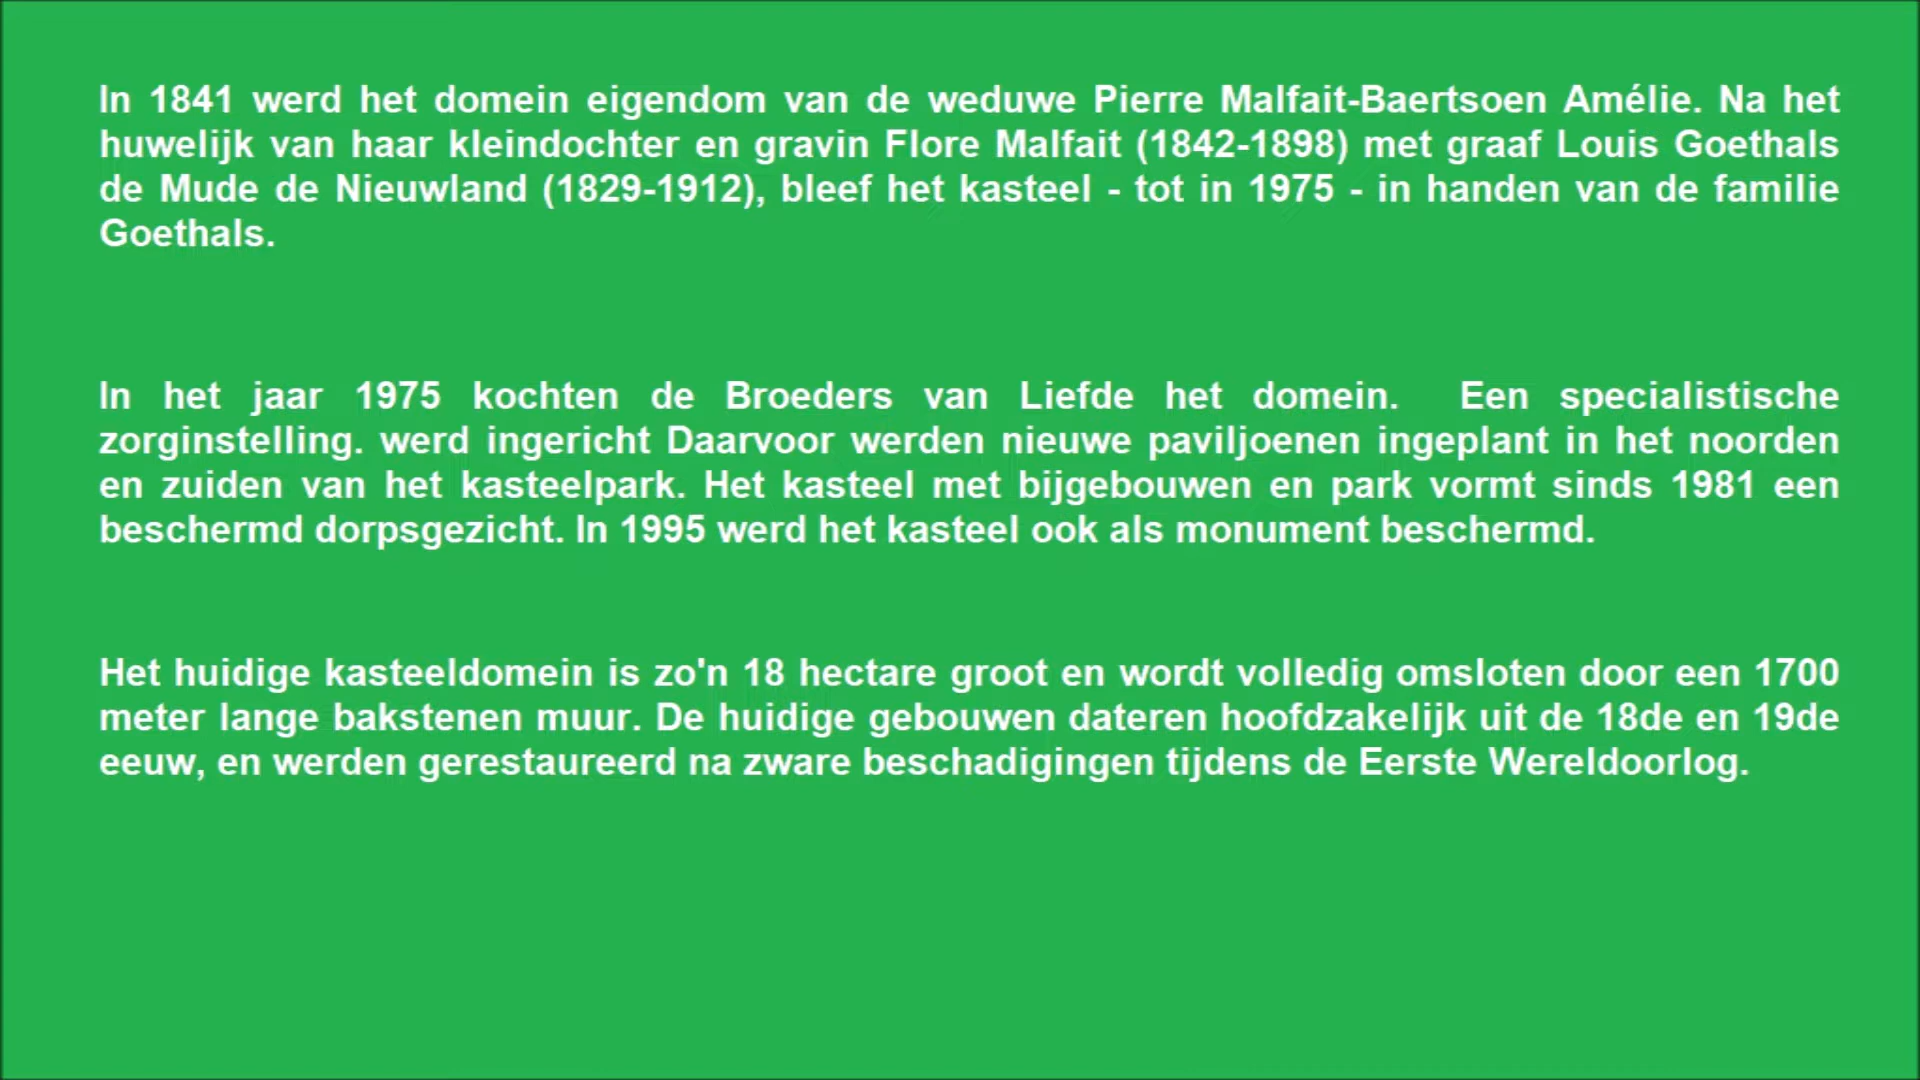 In 1841 werd het domein eigendom van de weduwe Pierre Malfait-Baertsoen Amélie. Na het
huwelijk van haar kleindochter en gravin Flore Malfait (1842-1898) met graaf Louis Goethals
de Mude de Nieuwland (1829-1912), bleef het kasteel - tot in 1975 - in handen van de familie
Goethals.
In het jaar 1975 kochten de Broeders van Liefde het domein. Een specialistische
zorginstelling. werd ingericht Daarvoor werden nieuwe paviljoenen ingeplant in het noorden
en zuiden van het kasteelpark. Het kasteel met bijgebouwen en park vormt sinds 1981 een
beschermd dorpsgezicht. In 1995 werd het kasteel ook als monument beschermd.
Het huidige kasteeldomein is zo'n 18 hectare groot en wordt volledig omsloten door een 1700
meter lange bakstenen muur. De huidige gebouwen dateren hoofdzakelijk uit de 18de en 19de
eeuw, en werden gerestaureerd na zware beschadigingen tijdens de Eerste Wereldoorlog.